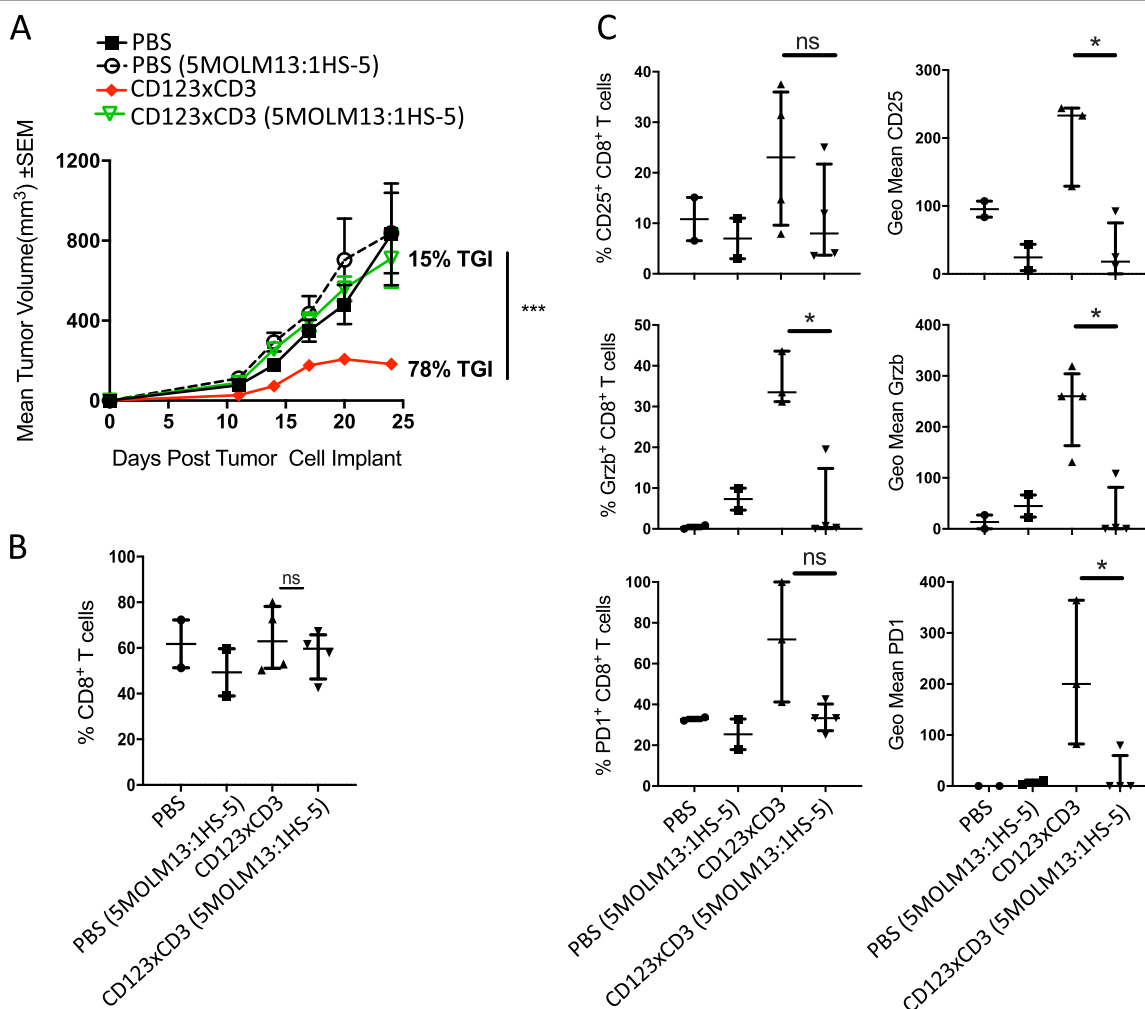 A
PBS
PBS (5MOLM13:1HS-5)
CD123xCD3
CD123xCD3 (5MOLM13:1HS-5)
Mean Tumor Volume(mm³) ±SEM
1200
800
400
0
0 5 10 15 20 25
Days Post Tumor Cell Implant
15% TGI
78% TGI
***
B
% CD8⁺ T cells
100
80
60
40
20
0
ns
PBS
PBS (5MOLM13:1HS-5)
CD123xCD3
CD123xCD3 (5MOLM13:1HS-5)
C
% CD25⁺ CD8⁺ T cells
40
30
20
10
0
ns
Geo Mean CD25
300
200
100
0
*
% Grzb⁺ CD8⁺ T cells
50
40
30
20
10
0
*
Geo Mean Grzb
400
300
200
100
0
*
% PD1⁺ CD8⁺ T cells
100
80
60
40
20
0
ns
PBS
PBS (5MOLM13:1HS-5)
CD123xCD3
CD123xCD3 (5MOLM13:1HS-5)
Geo Mean PD1
400
300
200
100
0
*
PBS
PBS (5MOLM13:1HS-5)
CD123xCD3
CD123xCD3 (5MOLM13:1HS-5)